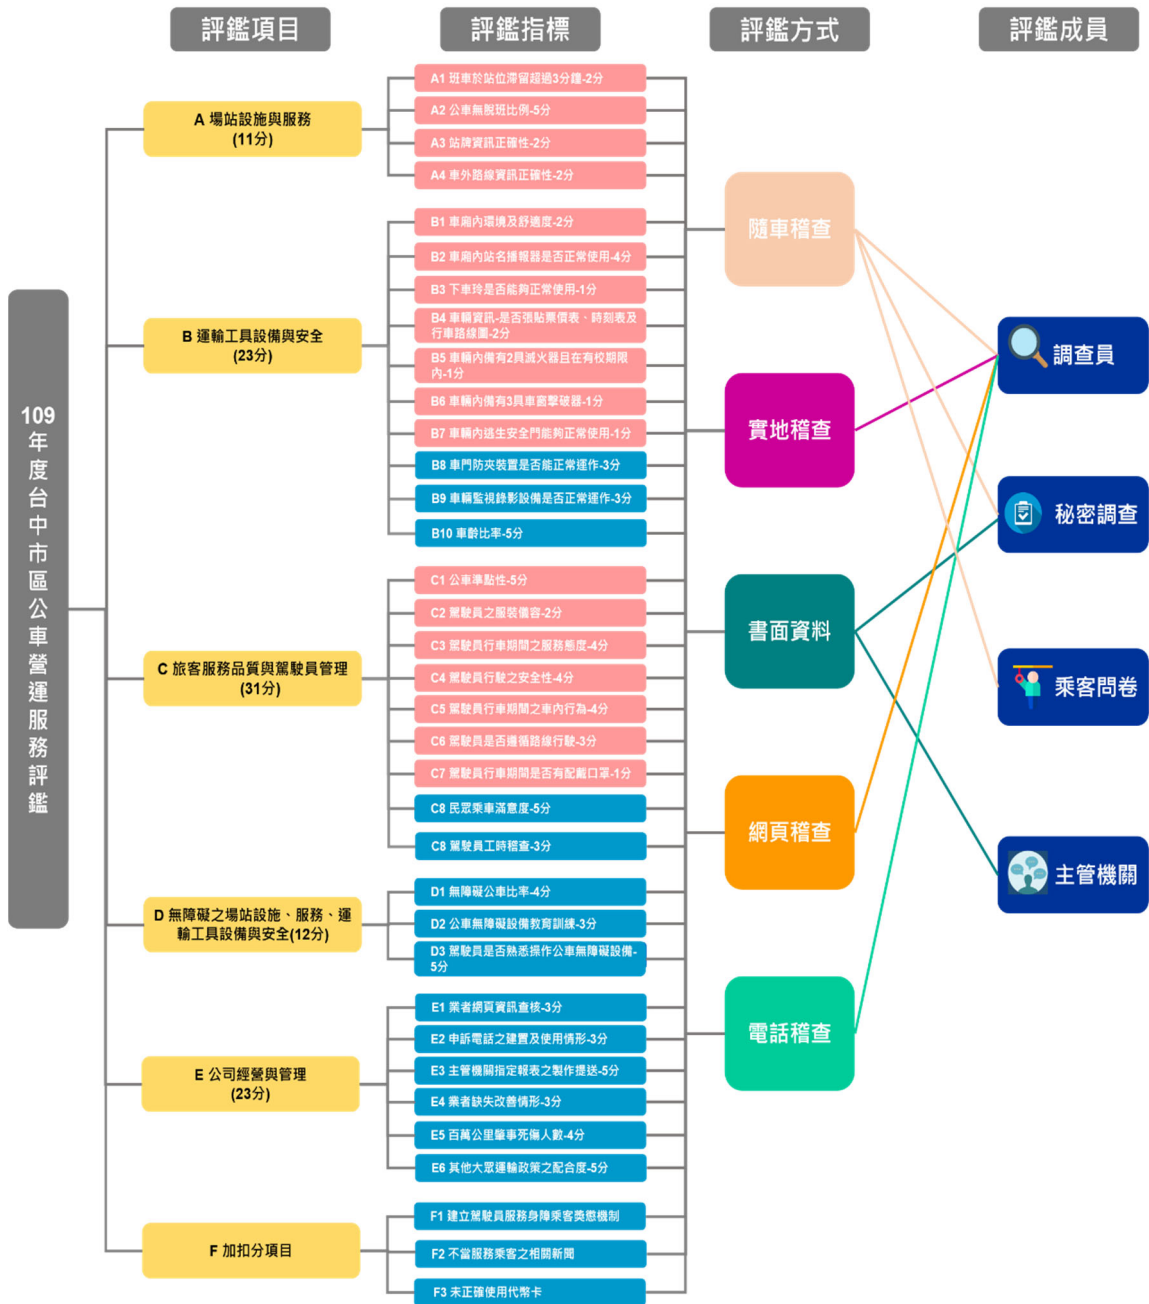 評鑑項目
評鑑指標
評鑑方式
評鑑成員
109
年
度
台
中
市
區
公
車
營
運
服
務
評
鑑
A 場站設施與服務
(11分)
A1 班車於站位滯留超過3分鐘-2分
A2 公車無脫班比例-5分
A3 站牌資訊正確性-2分
A4 車外路線資訊正確性-2分
B 運輸工具設備與安全
(23分)
B1 車廂內環境及舒適度-2分
B2 車廂內站名播報器是否正常使用-4分
B3 下車玲是否能夠正常使用-1分
B4 車輛資訊-是否張貼票價表、時刻表及
行車路線圖-2分
B5 車輛內備有2具滅火器且在有校期限
內-1分
B6 車輛內備有3具車窗擊破器-1分
B7 車輛內逃生安全門能夠正常使用-1分
B8 車門防夾裝置是否能正常運作-3分
B9 車輛監視錄影設備是否正常運作-3分
B10 車齡比率-5分
C 旅客服務品質與駕駛員管理
(31分)
C1 公車準點性-5分
C2 駕駛員之服裝儀容-2分
C3 駕駛員行車期間之服務態度-4分
C4 駕駛員行駛之安全性-4分
C5 駕駛員行車期間之車內行為-4分
C6 駕駛員是否遵循路線行駛-3分
C7 駕駛員行車期間是否有配戴口罩-1分
C8 民眾乘車滿意度-5分
C8 駕駛員工時稽查-3分
D 無障礙之場站設施、服務、運
輸工具設備與安全(12分)
D1 無障礙公車比率-4分
D2 公車無障礙設備教育訓練-3分
D3 駕駛員是否熟悉操作公車無障礙設備-
5分
E 公司經營與管理
(23分)
E1 業者網頁資訊查核-3分
E2 申訴電話之建置及使用情形-3分
E3 主管機關指定報表之製作提送-5分
E4 業者缺失改善情形-3分
E5 百萬公里肇事死傷人數-4分
E6 其他大眾運輸政策之配合度-5分
F 加扣分項目
F1 建立駕駛員服務身障乘客獎懲機制
F2 不當服務乘客之相關新聞
F3 未正確使用代幣卡
隨車稽查
實地稽查
書面資料
網頁稽查
電話稽查
調查員
秘密調查
乘客問卷
主管機關